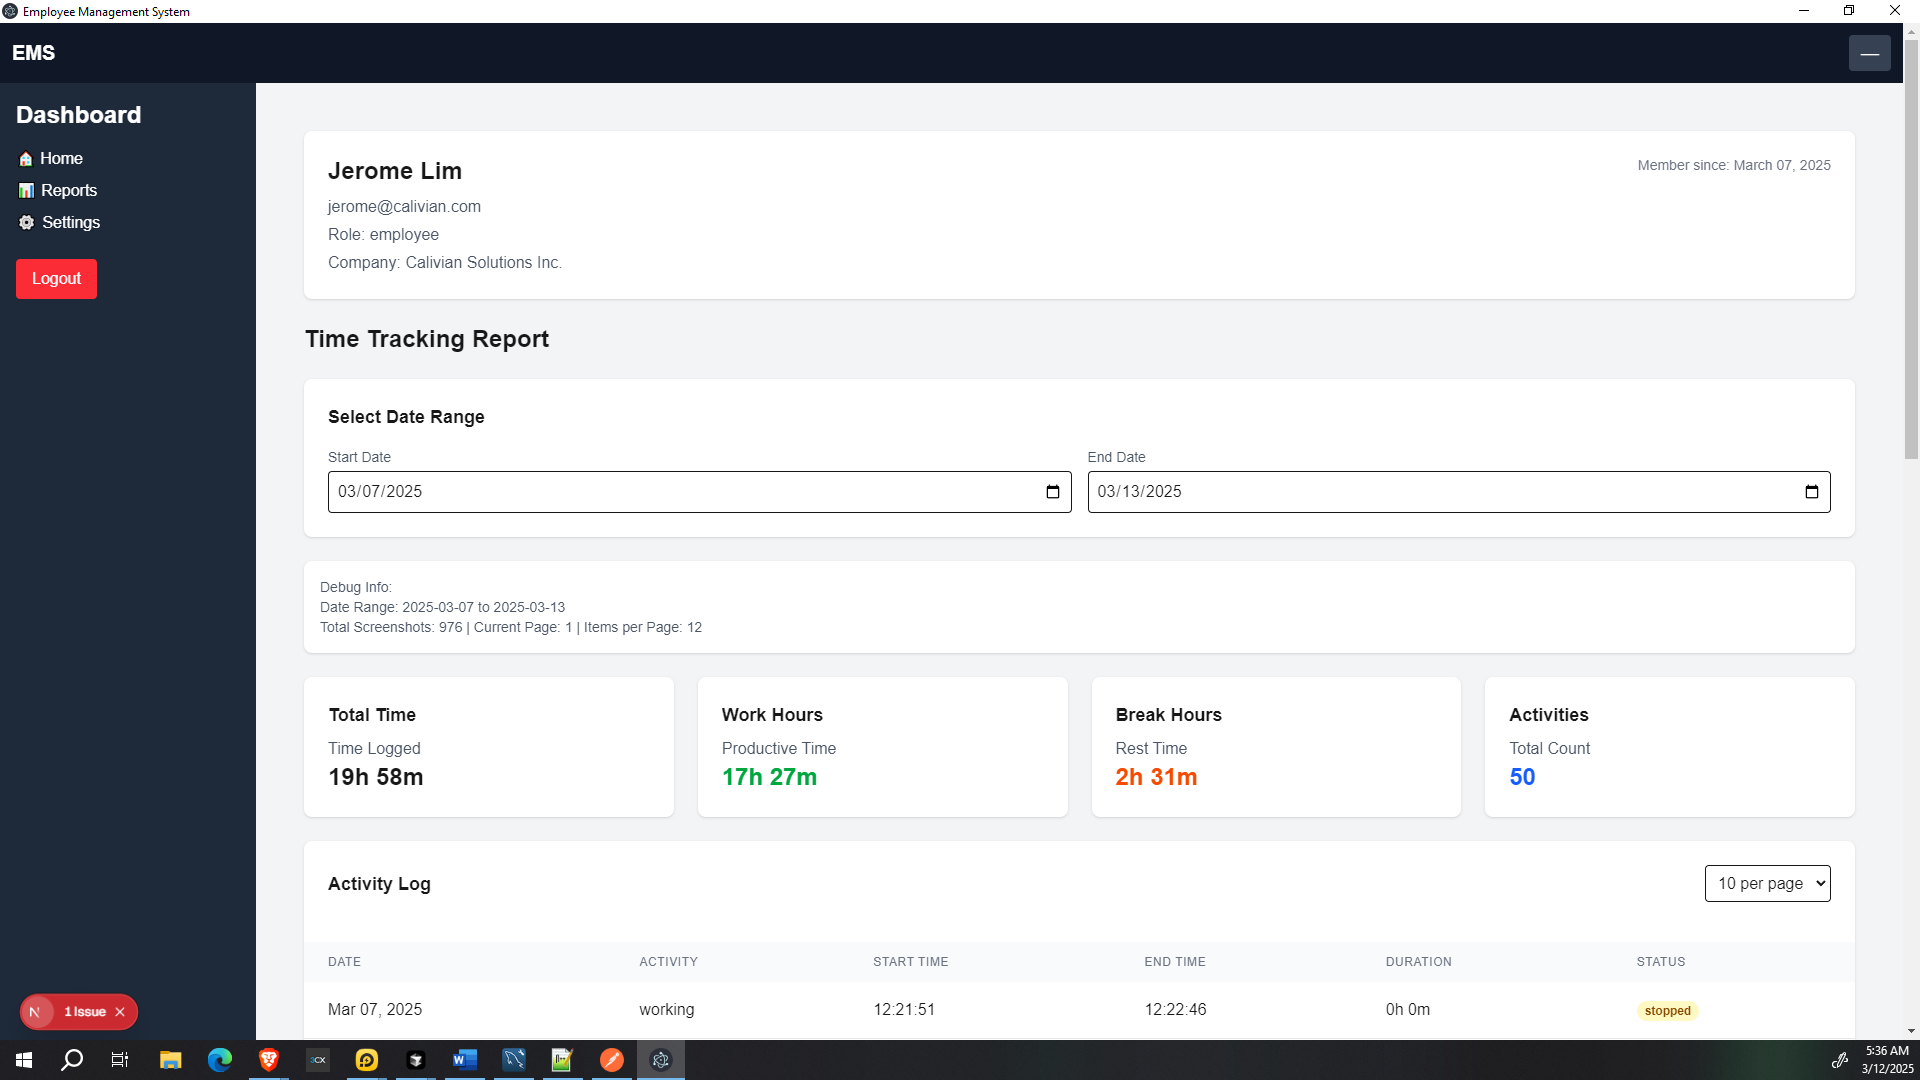 Employee Management System
EMS
—
Dashboard
Home
Reports
Settings
Logout
Jerome Lim
Member since: March 07, 2025
jerome@calivian.com
Role: employee
Company: Calivian Solutions Inc.
Time Tracking Report
Select Date Range
Start Date
End Date
03/07/2025
03/13/2025
Debug Info:
Date Range: 2025-03-07 to 2025-03-13
Total Screenshots: 976 | Current Page: 1 | Items per Page: 12
Total Time
Time Logged
19h 58m
Work Hours
Productive Time
17h 27m
Break Hours
Rest Time
2h 31m
Activities
Total Count
50
Activity Log
10 per page
DATE ACTIVITY START TIME END TIME DURATION STATUS
Mar 07, 2025 working 12:21:51 12:22:46 0h 0m stopped
N 1 Issue
3CX
W
5:36 AM
3/12/2025